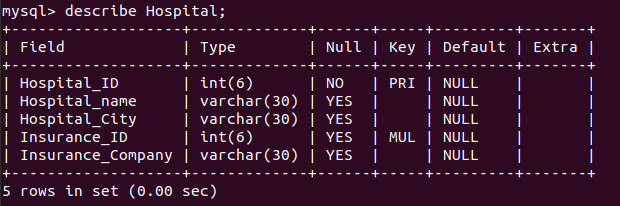 mysql> describe Hospital;
+-------------------+-------------+------+-----+---------+-------+
| Field             | Type        | Null | Key | Default | Extra |
+-------------------+-------------+------+-----+---------+-------+
| Hospital_ID       | int(6)      | NO   | PRI | NULL    |       |
| Hospital_name     | varchar(30) | YES  |     | NULL    |       |
| Hospital_City     | varchar(30) | YES  |     | NULL    |       |
| Insurance_ID      | int(6)      | YES  | MUL | NULL    |       |
| Insurance_Company | varchar(30) | YES  |     | NULL    |       |
+-------------------+-------------+------+-----+---------+-------+
5 rows in set (0.00 sec)